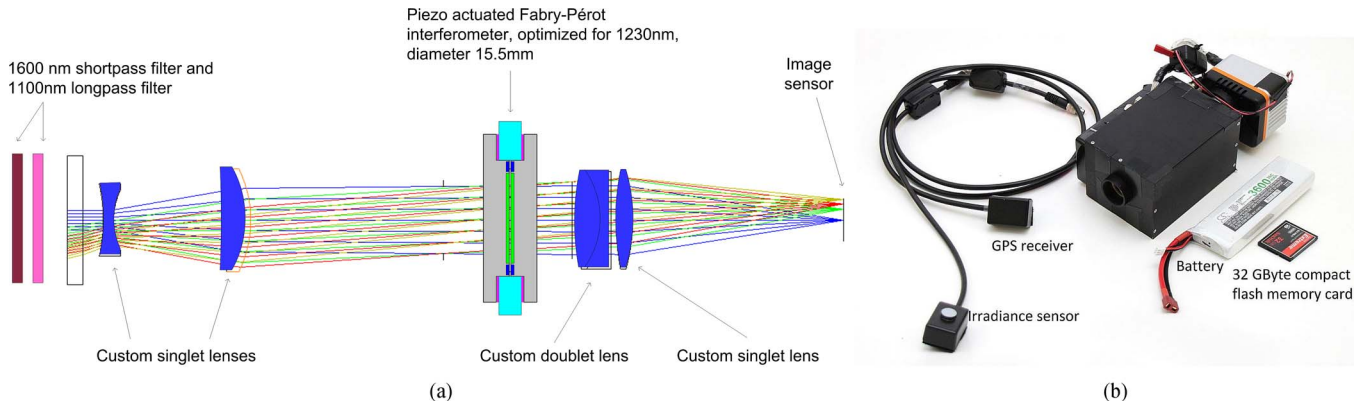 Piezo actuated Fabry-Pérot
interferometer, optimized for 1230nm,
diameter 15.5mm
1600 nm shortpass filter and
1100nm longpass filter
Image
sensor
Custom singlet lenses
Custom doublet lens
Custom singlet lens
(a)
3600
GPS receiver
Battery
32 GByte compact
flash memory card
Irradiance sensor
(b)